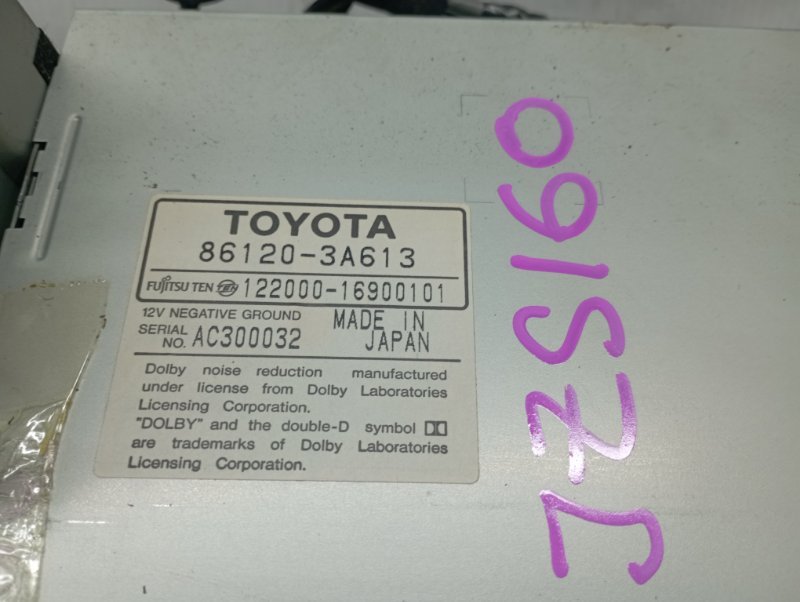 TOYOTA
86120-3A613
FUJITSU TEN TEN 122000-16900101
12V NEGATIVE GROUND
SERIAL NO. AC300032
MADE IN
JAPAN
Dolby noise reduction manufactured
under license from Dolby Laboratories
Licensing Corporation.
"DOLBY" and the double-D symbol
are trademarks of Dolby Laboratories
Licensing Corporation.
JZS160